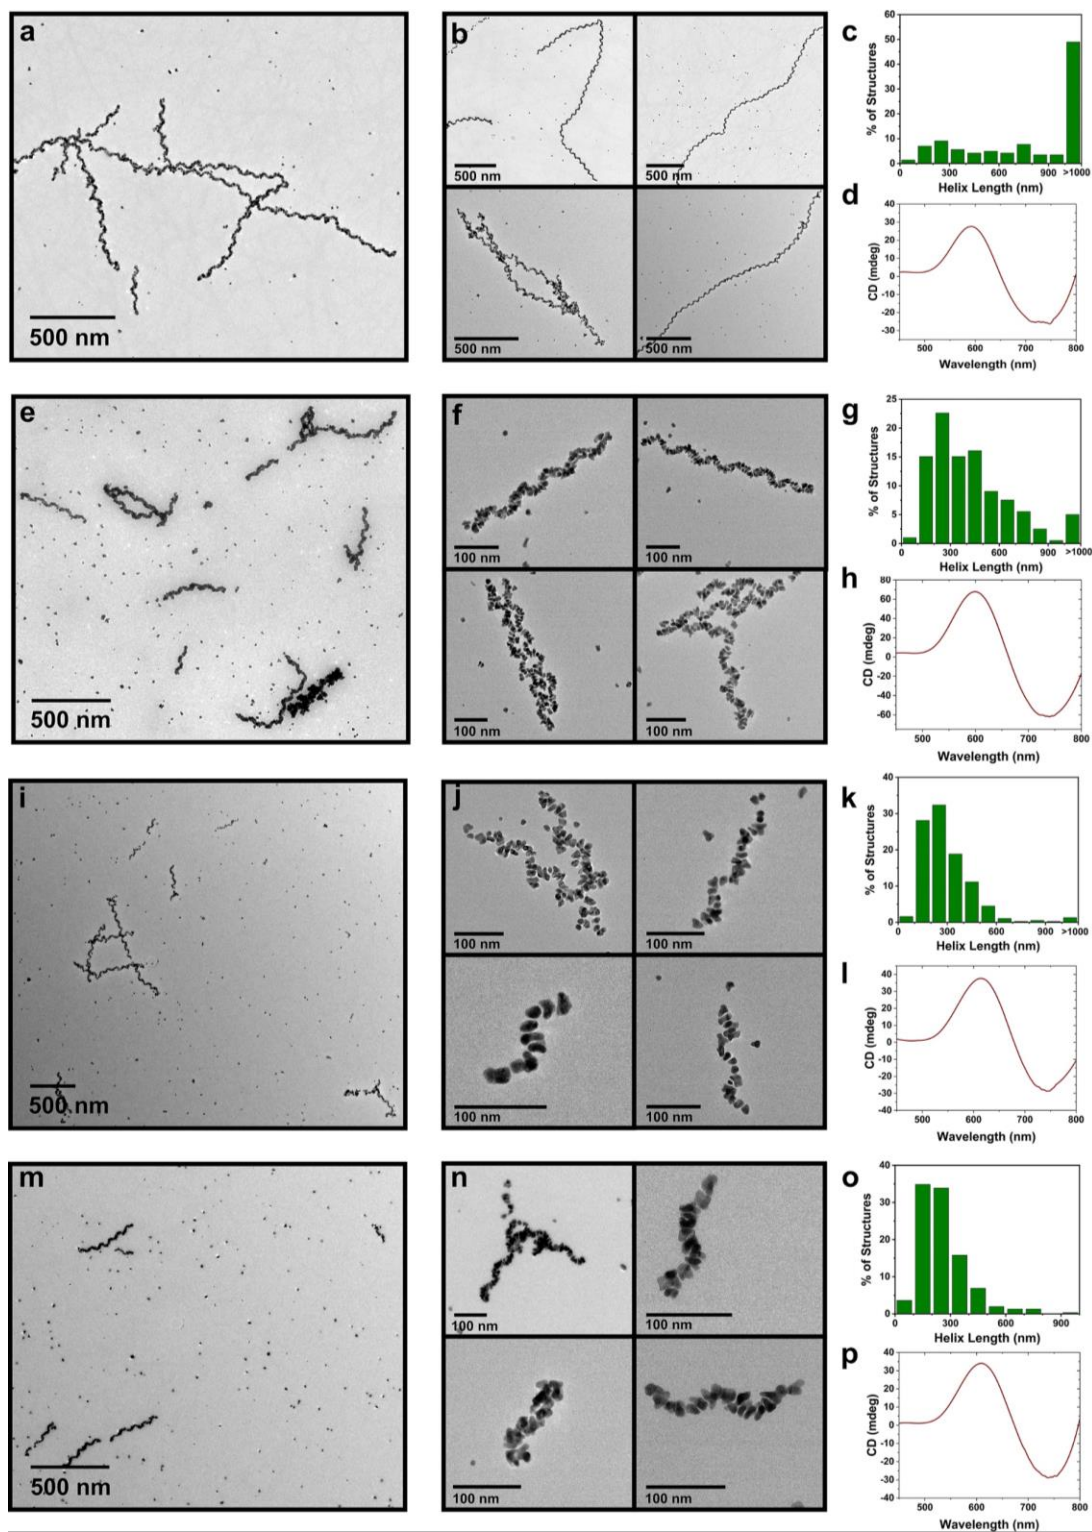 a
500 nm
b
500 nm
500 nm
500 nm
500 nm
c
% of Structures
60
50
40
30
20
10
0
0 300 600 900 >1000
Helix Length (nm)
d
CD (mdeg)
40
30
20
10
0
-10
-20
-30
500 600 700 800
Wavelength (nm)
e
500 nm
f
100 nm
100 nm
100 nm
100 nm
g
% of Structures
25
20
15
10
5
0
0 300 600 900 >1000
Helix Length (nm)
h
CD (mdeg)
80
60
40
20
0
-20
-40
-60
500 600 700 800
Wavelength (nm)
i
500 nm
j
100 nm
100 nm
100 nm
100 nm
k
% of Structures
40
30
20
10
0
0 300 600 900 >1000
Helix Length (nm)
l
CD (mdeg)
40
30
20
10
0
-10
-20
-30
-40
500 600 700 800
Wavelength (nm)
m
500 nm
n
100 nm
100 nm
100 nm
100 nm
o
% of Structures
40
30
20
10
0
0 300 600 900
Helix Length (nm)
p
CD (mdeg)
40
30
20
10
0
-10
-20
-30
-40
500 600 700 800
Wavelength (nm)